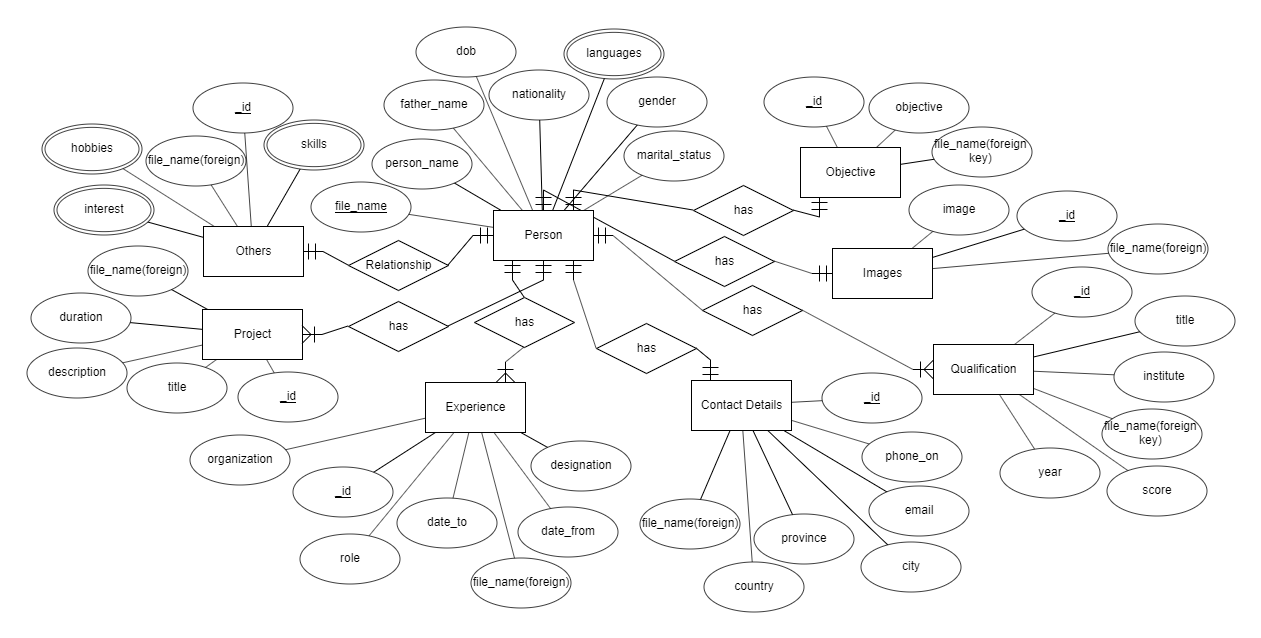 dob
languages
father_name
nationality
gender
_id
_id
objective
hobbies
file_name(foreign)
skills
person_name
marital_status
file_name(foreign
key)
Objective
interest
file_name
has
image
_id
Others
Person
Relationship
has
Images
file_name(foreign)
file_name(foreign)
_id
duration
Project
has
has
has
title
has
description
title
_id
Qualification
institute
Experience
Contact Details
_id
file_name(foreign
key)
organization
designation
phone_on
year
score
_id
date_to
date_from
file_name(foreign)
province
email
role
file_name(foreign)
country
city